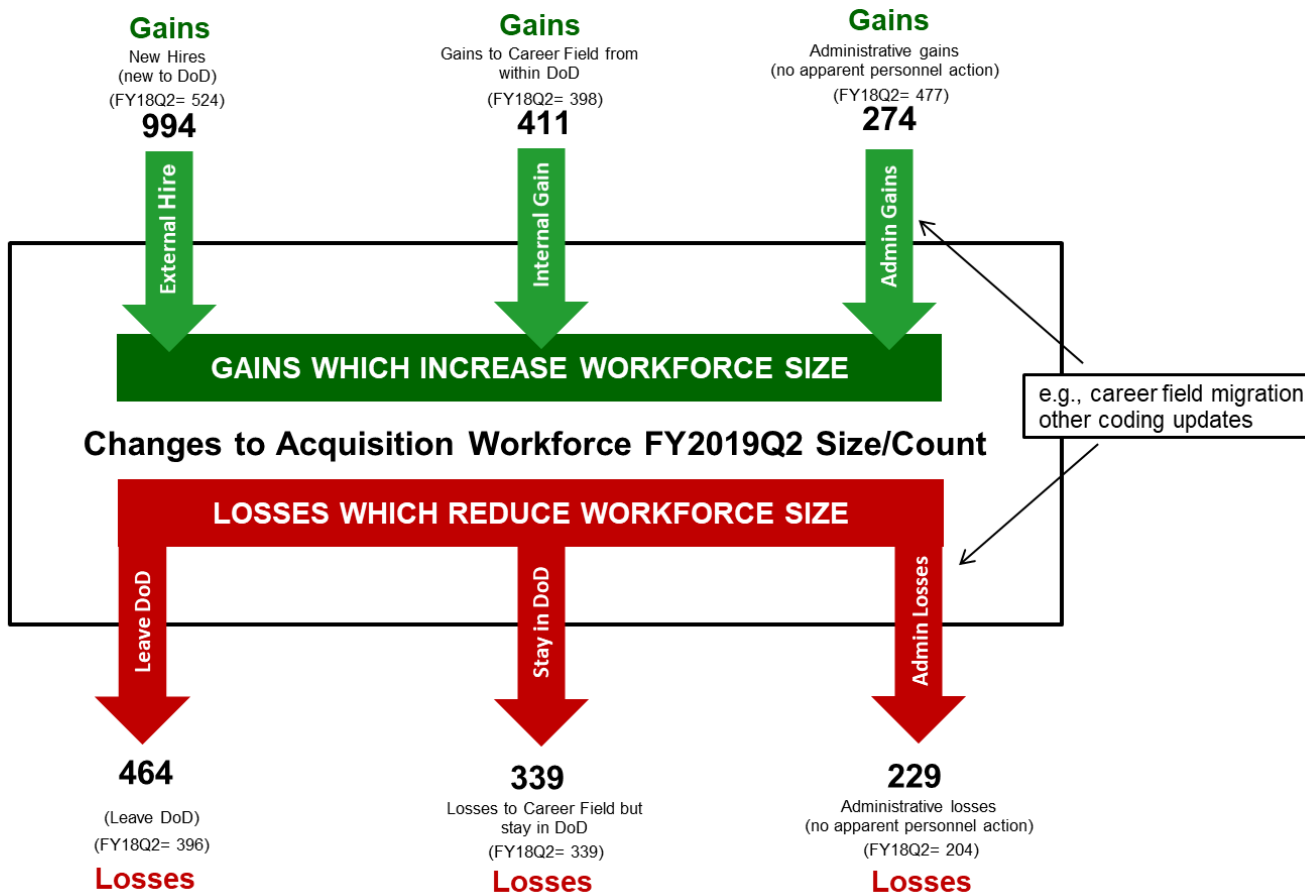 Gains
New Hires
(new to DoD)
(FY18Q2= 524)
994
External Hire
Gains
Gains to Career Field from
within DoD
(FY18Q2= 398)
411
Internal Gain
Gains
Administrative gains
(no apparent personnel action)
(FY18Q2= 477)
274
Admin Gains
GAINS WHICH INCREASE WORKFORCE SIZE
e.g., career field migration
other coding updates
Changes to Acquisition Workforce FY2019Q2 Size/Count
LOSSES WHICH REDUCE WORKFORCE SIZE
Leave DoD
464
(Leave DoD)
(FY18Q2= 396)
Losses
Stay in DoD
339
Losses to Career Field but
stay in DoD
(FY18Q2= 339)
Losses
Admin Losses
229
Administrative losses
(no apparent personnel action)
(FY18Q2= 204)
Losses